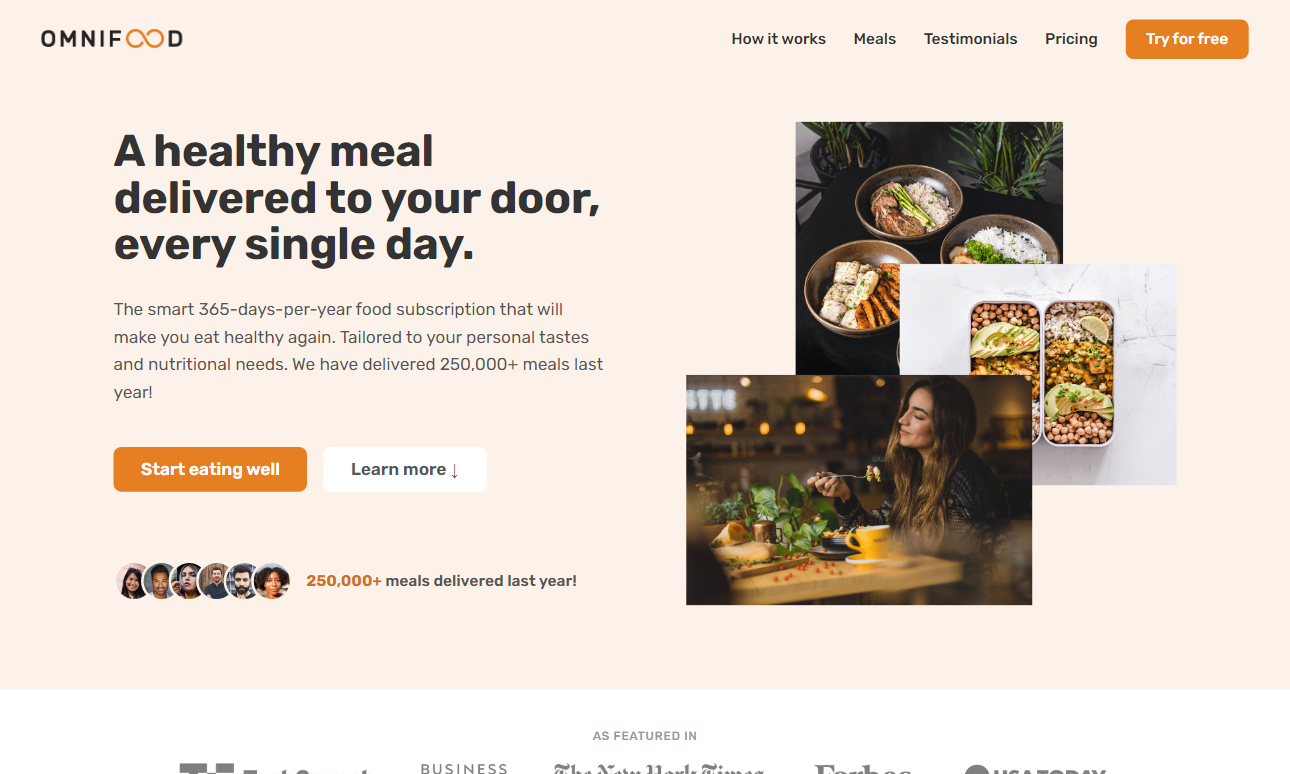 OMNIFOOD
How it works Meals Testimonials Pricing Try for free
A healthy meal
delivered to your door,
every single day.
The smart 365-days-per-year food subscription that will
make you eat healthy again. Tailored to your personal tastes
and nutritional needs. We have delivered 250,000+ meals last
year!
Start eating well Learn more ↓
250,000+ meals delivered last year!
AS FEATURED IN
BUSINESS The New York Times Forbes USA TODAY